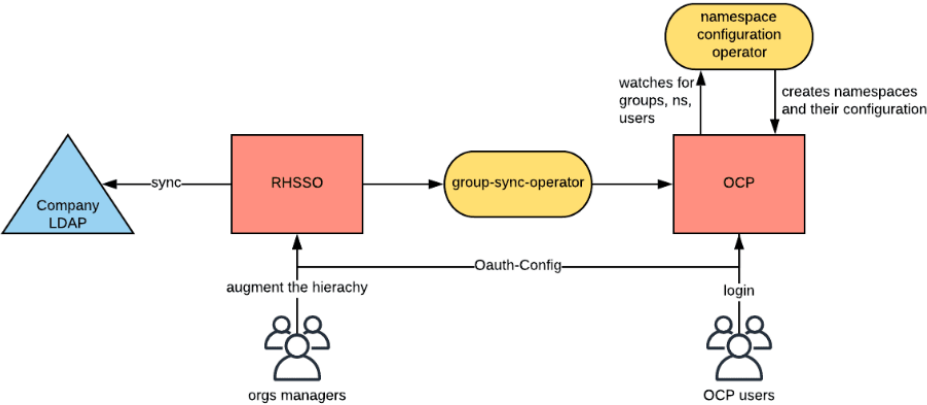 namespace
configuration
operator
watches for
groups, ns,
users
creates namespaces
and their configuration
Company
LDAP
sync
RHSSO
group-sync-operator
OCP
Oauth-Config
augment the hierachy
login
orgs managers
OCP users